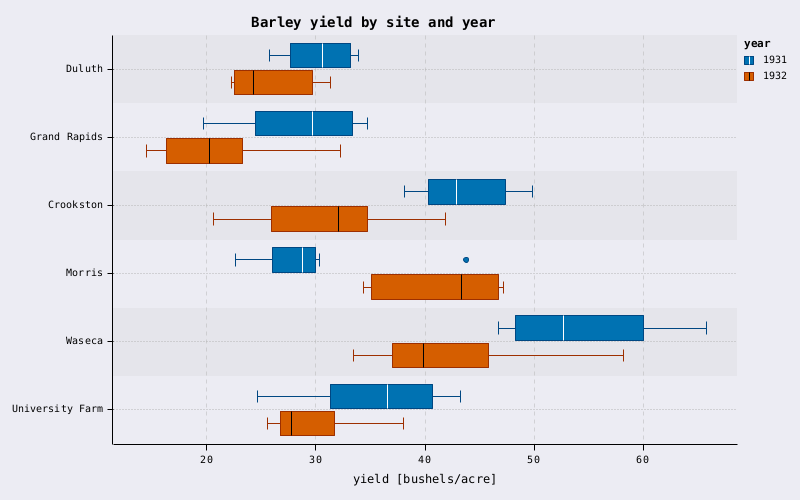 Barley yield by site and year
year
1931
1932
Duluth
Grand Rapids
Crookston
Morris
Waseca
University Farm
20 30 40 50 60
yield [bushels/acre]